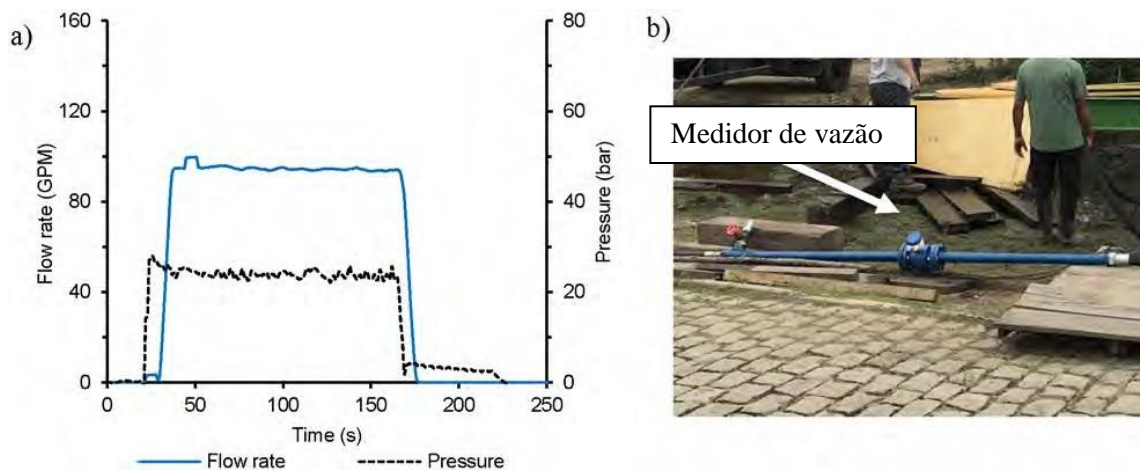 a)
160
120
80
40
0
Flow rate (GPM)
80
60
40
20
0
Pressure (bar)
0 50 100 150 200 250
Time (s)
Flow rate Pressure
b)
Medidor de vazão